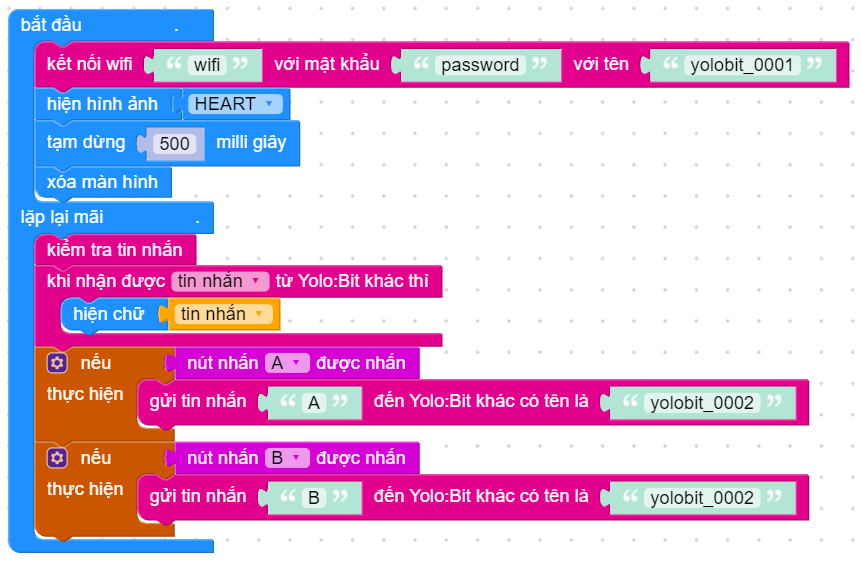 bắt đầu .
kết nối wifi “ wifi ” với mật khẩu “ password ” với tên “ yolobit_0001 ”
hiện hình ảnh HEART
tạm dừng 500 milli giây
xóa màn hình
lặp lại mãi .
kiểm tra tin nhắn
khi nhận được tin nhắn từ Yolo:Bit khác thì
hiện chữ tin nhắn
nếu nút nhấn A được nhấn
thực hiện gửi tin nhắn “ A ” đến Yolo:Bit khác có tên là “ yolobit_0002 ”
nếu nút nhấn B được nhấn
thực hiện gửi tin nhắn “ B ” đến Yolo:Bit khác có tên là “ yolobit_0002 ”